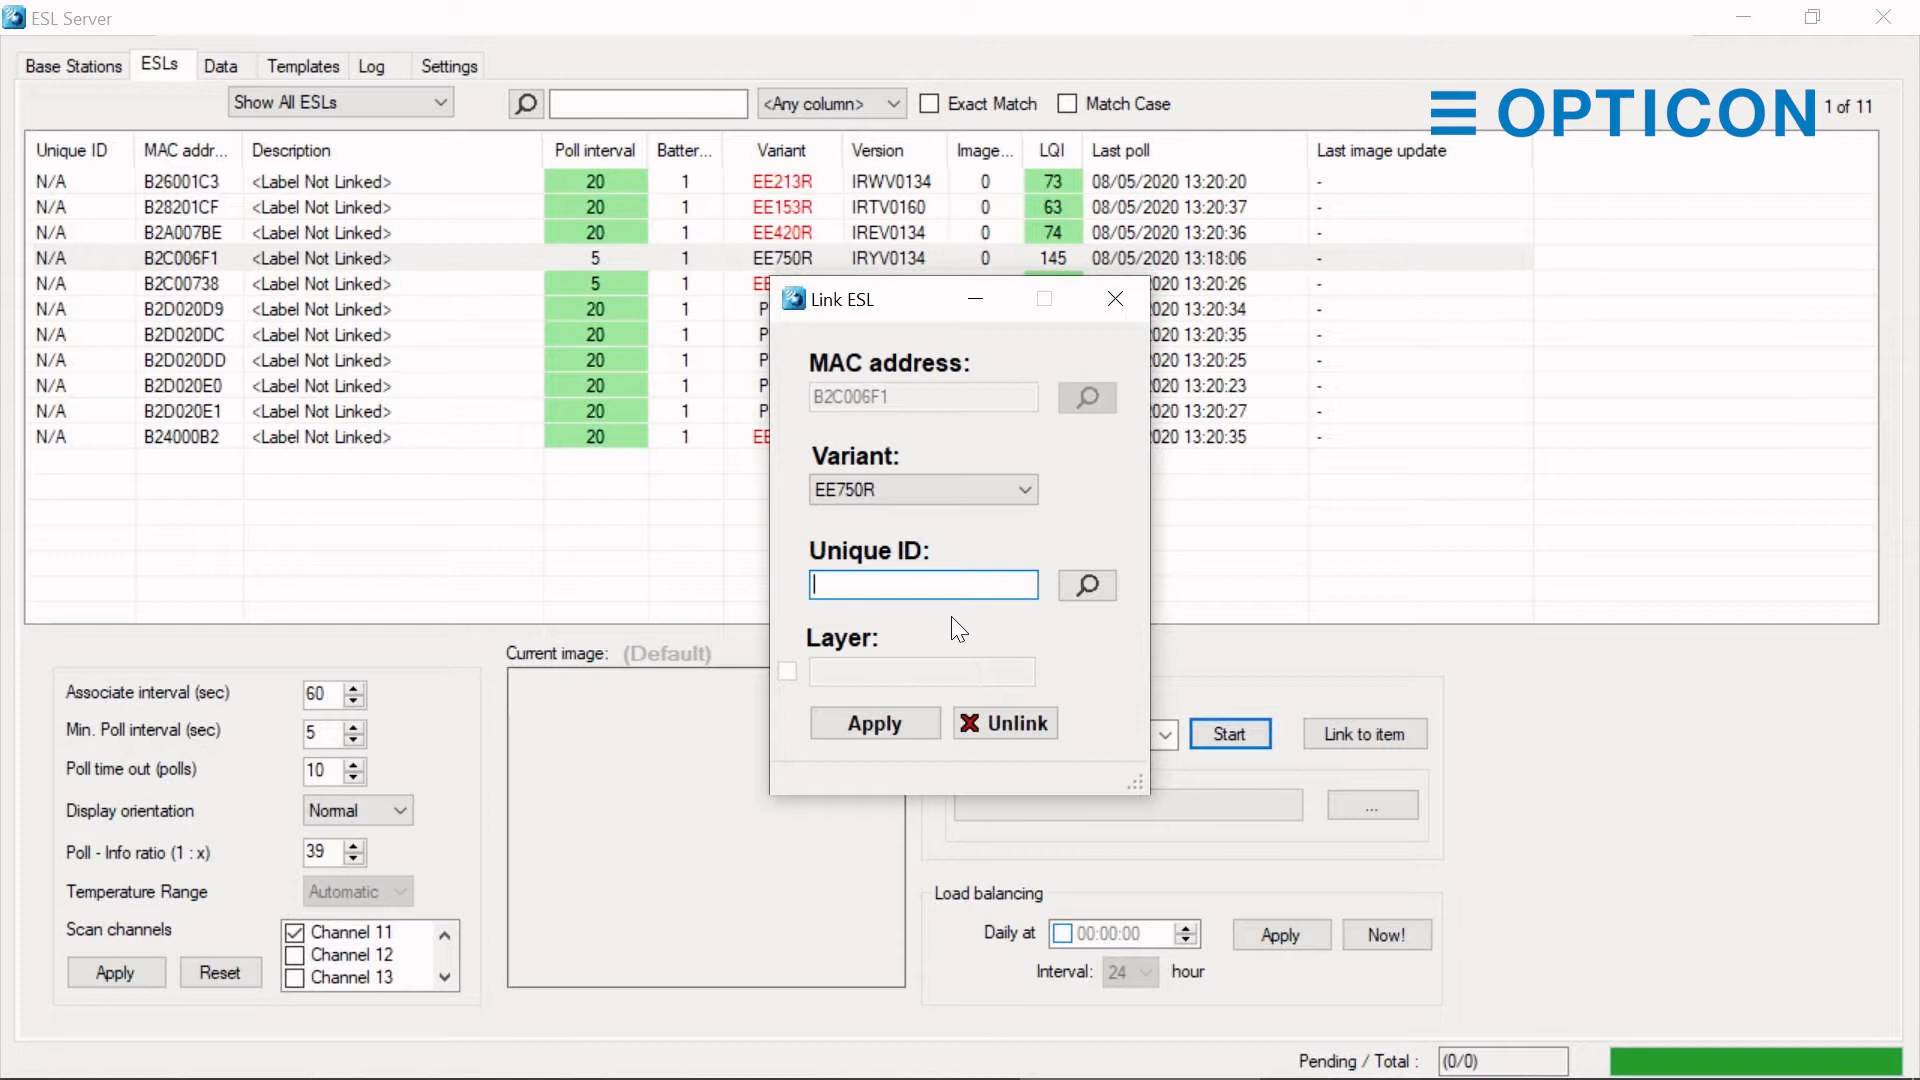 ESL Server
Base Stations ESLs Data Templates Log Settings
Show All ESLs <Any column> Exact Match Match Case OPTICON 1 of 11
Unique ID MAC addr... Description Poll interval Batter... Variant Version Image... LQI Last poll Last image update
N/A B26001C3 <Label Not Linked> 20 1 EE213R IRWV0134 0 73 08/05/2020 13:20:20 -
N/A B28201CF <Label Not Linked> 20 1 EE153R IRTV0160 0 63 08/05/2020 13:20:37 -
N/A B2A007BE <Label Not Linked> 20 1 EE420R IREV0134 0 74 08/05/2020 13:20:36 -
N/A B2C006F1 <Label Not Linked> 5 1 EE750R IRYV0134 0 145 08/05/2020 13:18:06 -
N/A B2C00738 <Label Not Linked> 5 1 EE 020 13:20:26 -
N/A B2D020D9 <Label Not Linked> 20 1 P 020 13:20:34 -
N/A B2D020DC <Label Not Linked> 20 1 P 020 13:20:35 -
N/A B2D020DD <Label Not Linked> 20 1 P 020 13:20:25 -
N/A B2D020E0 <Label Not Linked> 20 1 P 020 13:20:23 -
N/A B2D020E1 <Label Not Linked> 20 1 P 020 13:20:27 -
N/A B24000B2 <Label Not Linked> 20 1 EE 020 13:20:35 -
Link ESL
MAC address:
B2C006F1
Variant:
EE750R
Unique ID:
Layer:
Apply Unlink
Current image: (Default)
Associate interval (sec) 60
Min. Poll interval (sec) 5
Poll time out (polls) 10
Display orientation Normal
Poll - Info ratio (1 : x) 39
Temperature Range Automatic
Scan channels Channel 11
Channel 12
Channel 13
Apply Reset
Start Link to item
...
Load balancing
Daily at 00:00:00 Apply Now!
Interval: 24 hour
Pending / Total : (0/0)